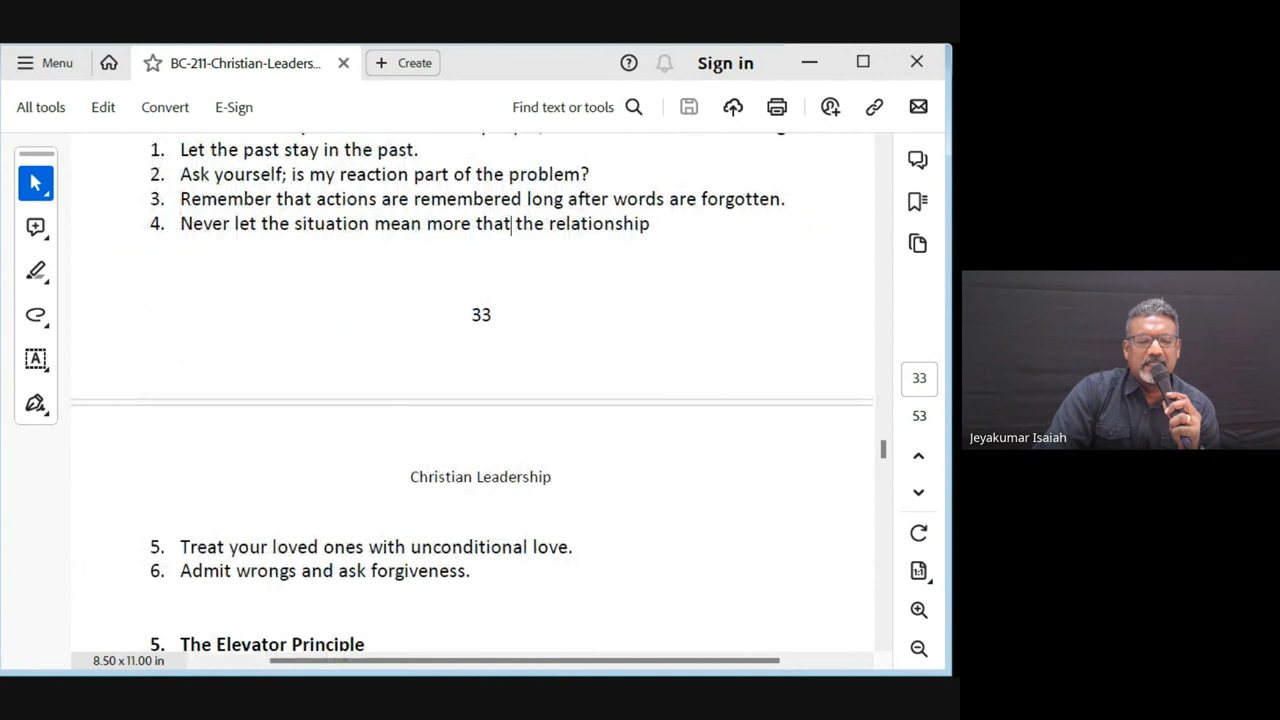 Menu
BC-211-Christian-Leaders...
Create
Sign in
All tools
Edit
Convert
E-Sign
Find text or tools
1. Let the past stay in the past.
2. Ask yourself; is my reaction part of the problem?
3. Remember that actions are remembered long after words are forgotten.
4. Never let the situation mean more that the relationship
33
Christian Leadership
5. Treat your loved ones with unconditional love.
6. Admit wrongs and ask forgiveness.
5. The Elevator Principle
8.50 x 11.00 in
33
53
1:1
Jeyakumar Isaiah